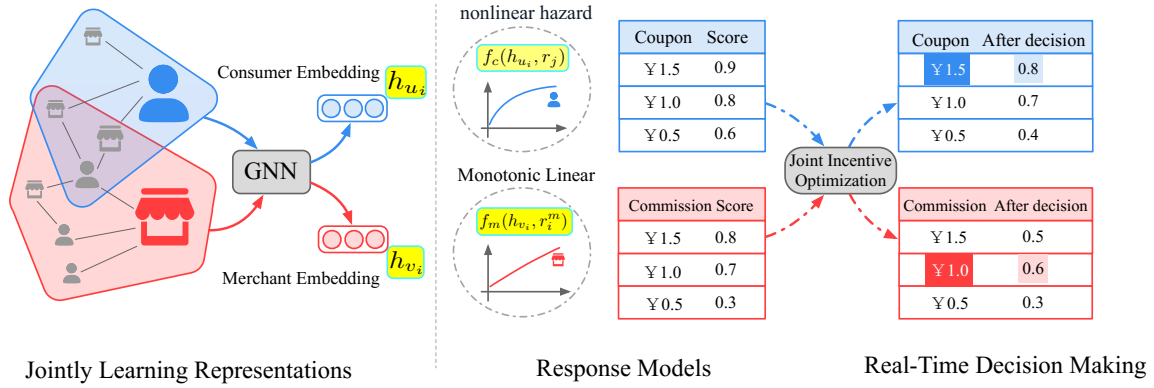 Consumer Embedding
h_{u_i}
GNN
h_{v_i}
Merchant Embedding
Jointly Learning Representations
nonlinear hazard
f_c(h_{u_i}, r_j)
Monotonic Linear
f_m(h_{v_i}, r_i^m)
Coupon Score
¥1.5 0.9
¥1.0 0.8
¥0.5 0.6
Commission Score
¥1.5 0.8
¥1.0 0.7
¥0.5 0.3
Response Models
Joint Incentive
Optimization
Coupon After decision
¥1.5 0.8
¥1.0 0.7
¥0.5 0.4
Commission After decision
¥1.5 0.5
¥1.0 0.6
¥0.5 0.3
Real-Time Decision Making